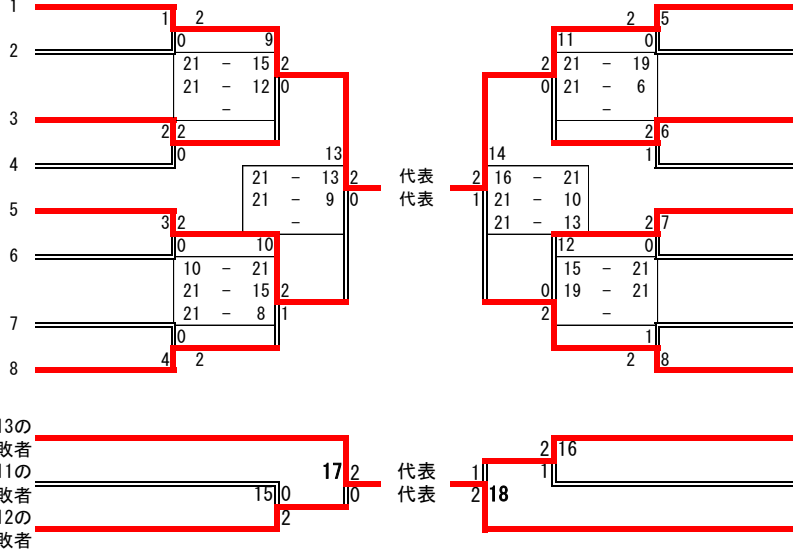 1
1 2
0 9
2
21 - 15 2
21 - 12 0
-
3
2 2
0
4
13
21 - 13 2
21 - 9 0
-
5
3 2
0 10
6
10 - 21
21 - 15 2
21 - 8 1
7
0
4 2
8
代表
代表
2 5
11 0
2 21 - 19
0 21 - 6
-
2 6
1
14
2 16 - 21
1 21 - 10
21 - 13
2 7
12 0
15 - 21
0 19 - 21
2 -
1
2 8
13の
敗者
11の
敗者
12の
敗者
17 2
0
15 0
2
代表
代表
2 16
1
1
2 18